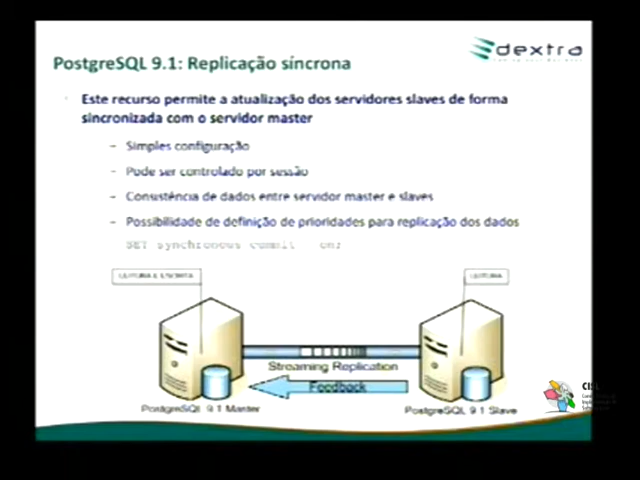 dextra
PostgreSQL 9.1: Replicação síncrona
Este recurso permite a atualização dos servidores slaves de forma
sincronizada com o servidor master
– Simples configuração
– Pode ser controlado por sessão
– Consistência de dados entre servidor master e slaves
– Possibilidade de definição de prioridades para replicação dos dados
SET synchronous commit on;
LEITURA E ESCRITA
LEITURA
Streaming Replication
Feedback
PostgreSQL 9.1 Master
PostgreSQL 9.1 Slave
CISL